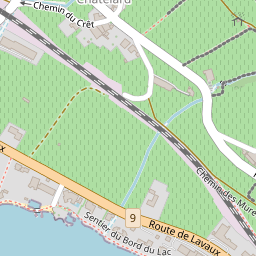 Châtelard
Chemin du Crêt
Chemin des Mure
9
Route de Lavaux
Sentier du Bord du Lac
x